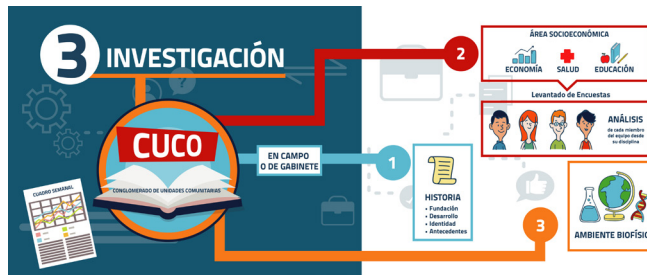 3 INVESTIGACIÓN
CUCO
CONGLOMERADO DE UNIDADES COMUNITARIAS
CUADRO SEMANAL
EN CAMPO
O DE GABINETE
1
HISTORIA
• Fundación
• Desarrollo
• Identidad
• Antecedentes
2
ÁREA SOCIOECONÓMICA
ECONOMÍA SALUD EDUCACIÓN
Levantado de Encuestas
ANÁLISIS
de cada miembro
del equipo desde
su disciplina
3
AMBIENTE BIOFÍSIC